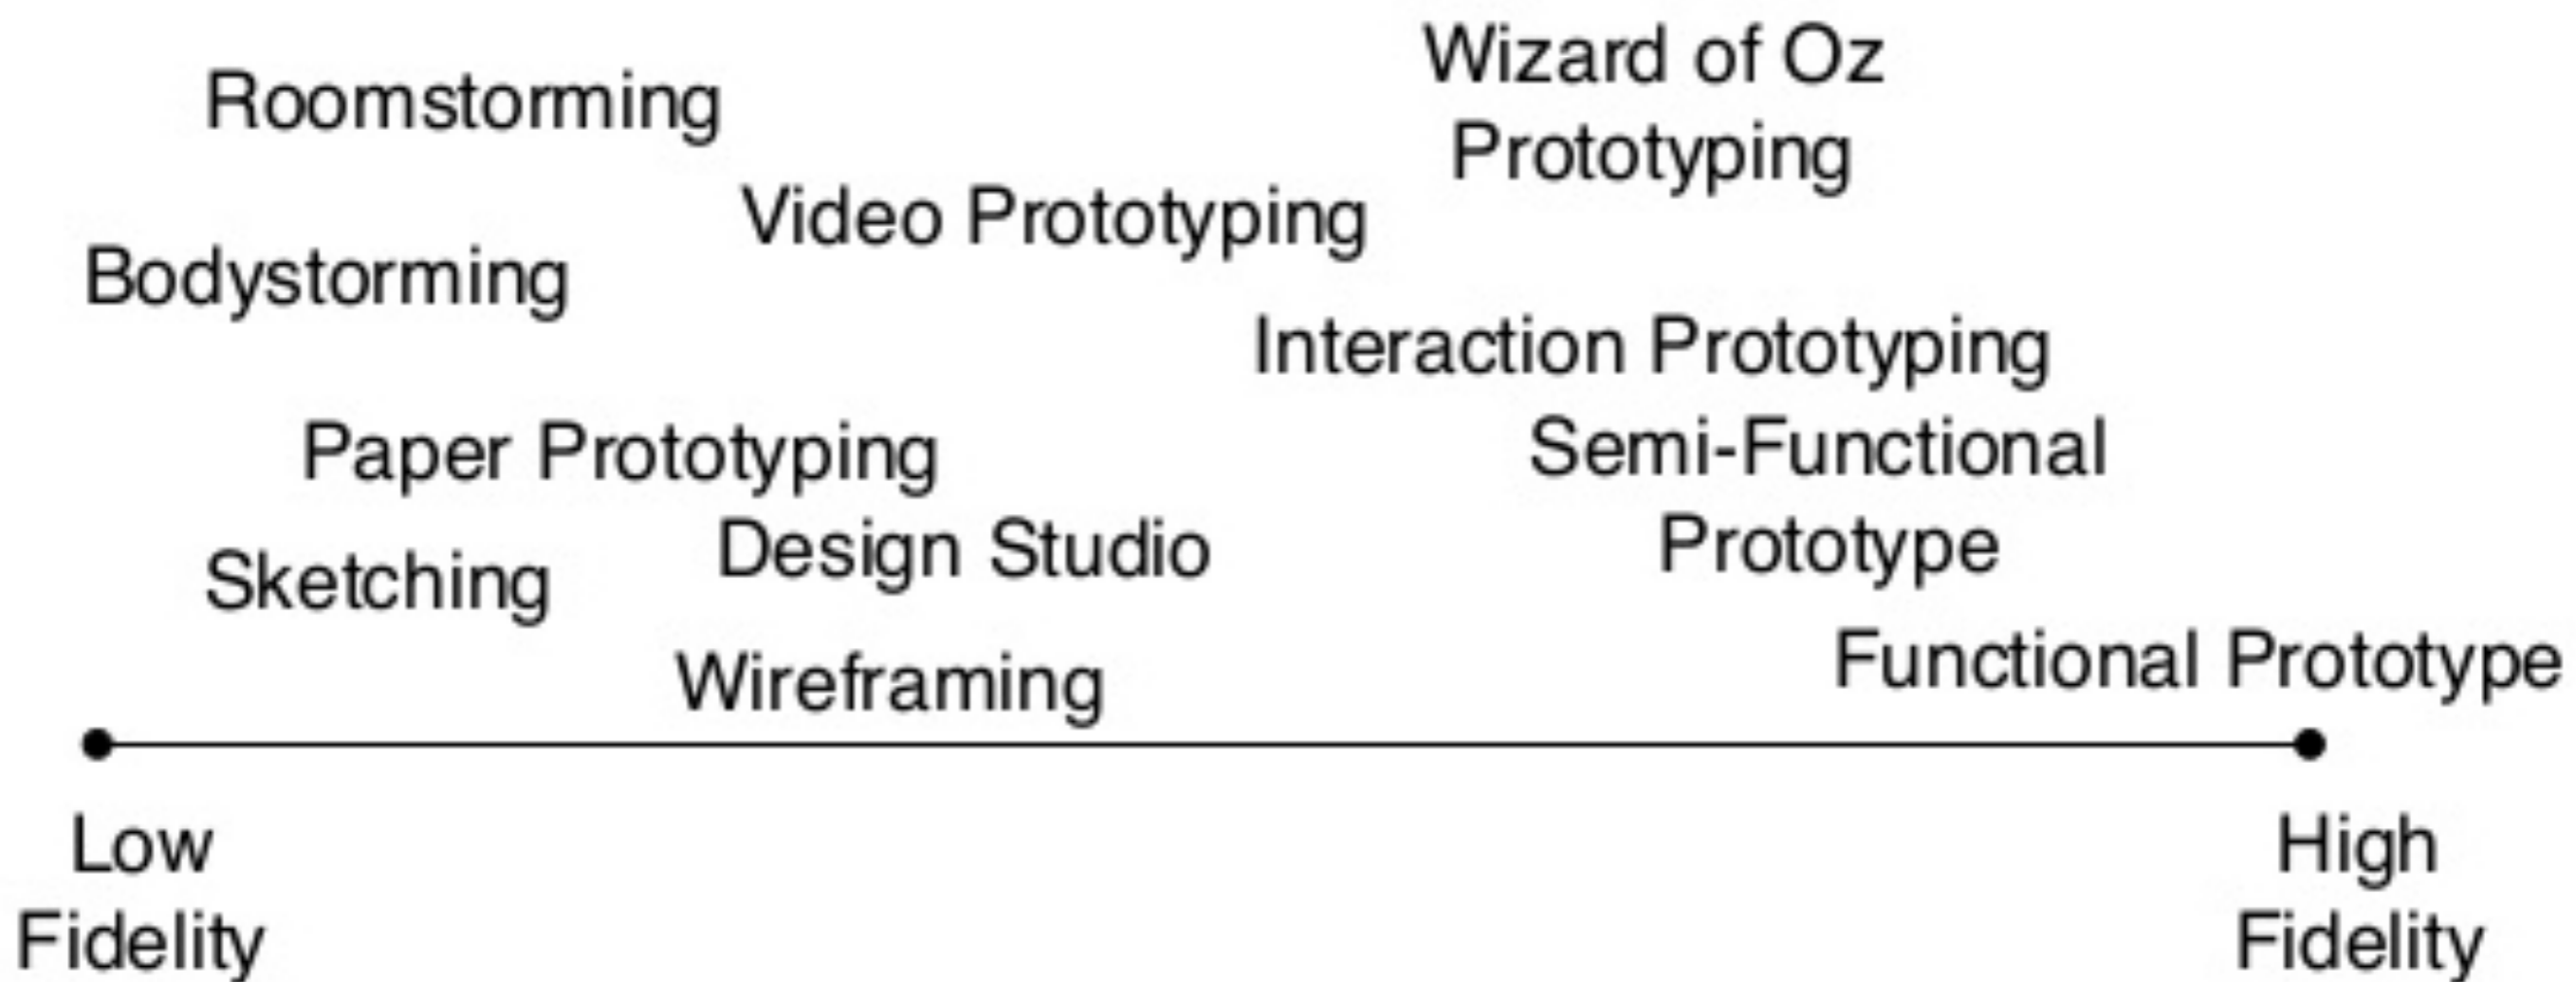 Wizard of Oz
Prototyping
Roomstorming
Video Prototyping
Bodystorming
Interaction Prototyping
Paper Prototyping
Semi-Functional
Prototype
Design Studio
Sketching
Wireframing
Functional Prototype
Low
Fidelity
High
Fidelity